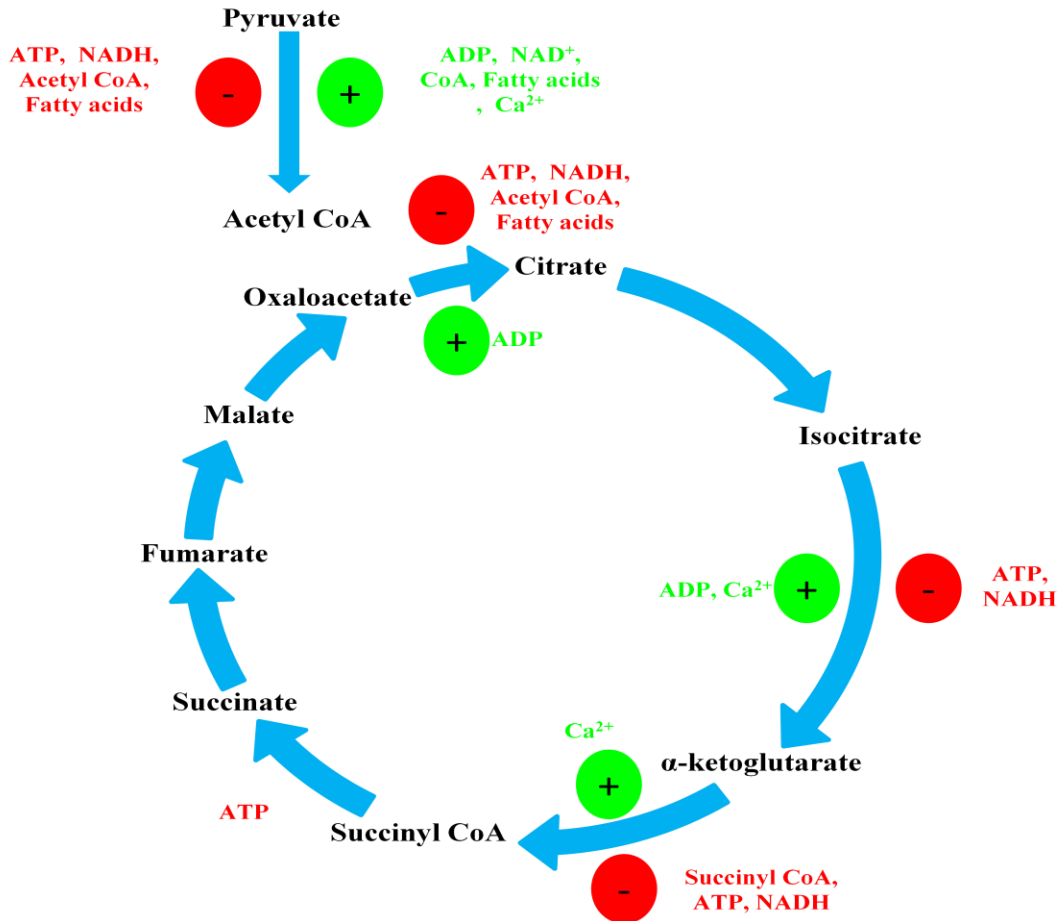 Pyruvate
ATP, NADH,
Acetyl CoA,
Fatty acids
-
+
ADP, NAD⁺,
CoA, Fatty acids
, Ca²⁺
Acetyl CoA
-
ATP, NADH,
Acetyl CoA,
Fatty acids
Oxaloacetate
Citrate
+
ADP
Malate
Isocitrate
Fumarate
ADP, Ca²⁺
+
-
ATP,
NADH
Succinate
Ca²⁺
+
α-ketoglutarate
ATP
Succinyl CoA
-
Succinyl CoA,
ATP, NADH